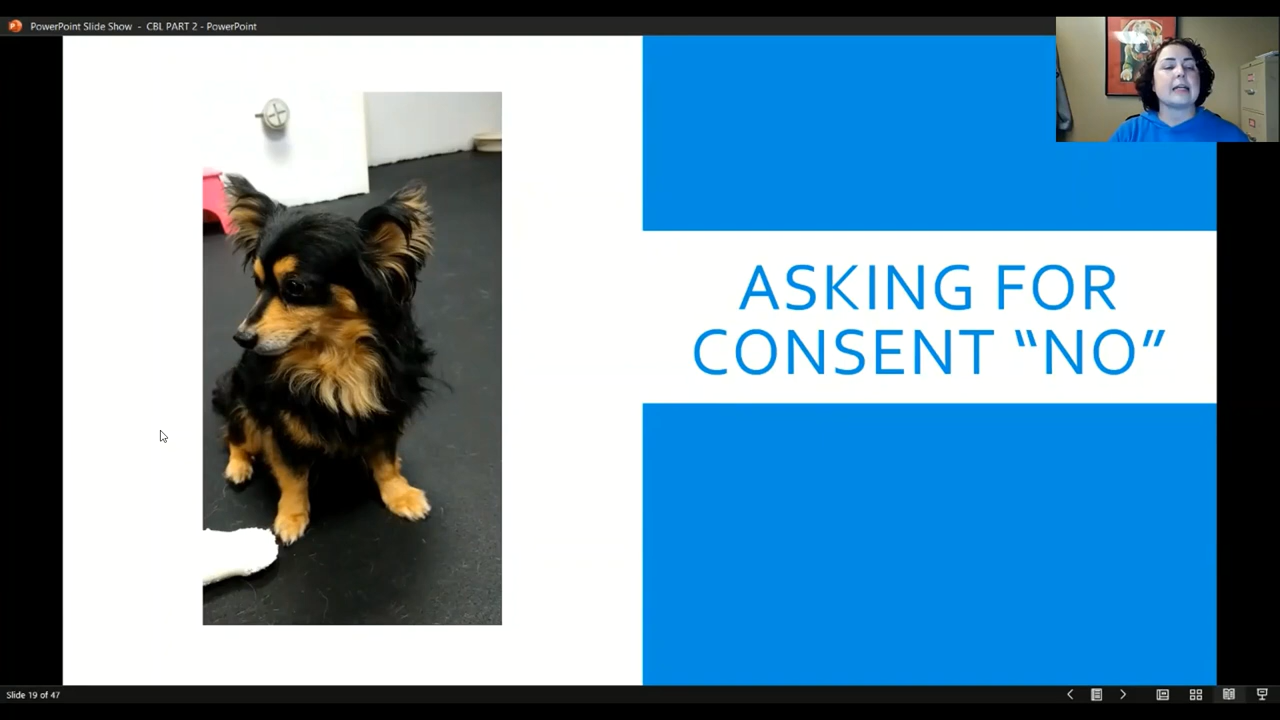 PowerPoint Slide Show - CBL PART 2 - PowerPoint
ASKING FOR
CONSENT “NO”
Slide 19 of 47